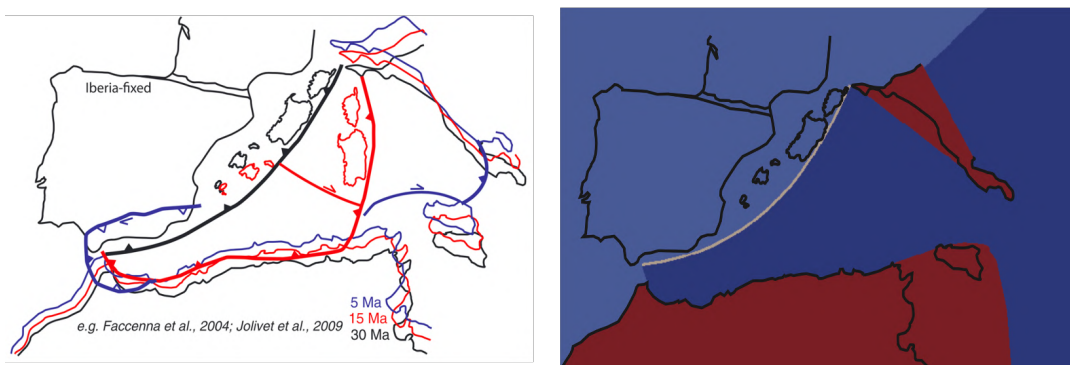 Iberia-fixed
5 Ma
15 Ma
e.g. Faccenna et al., 2004; Jolivet et al., 2009
30 Ma